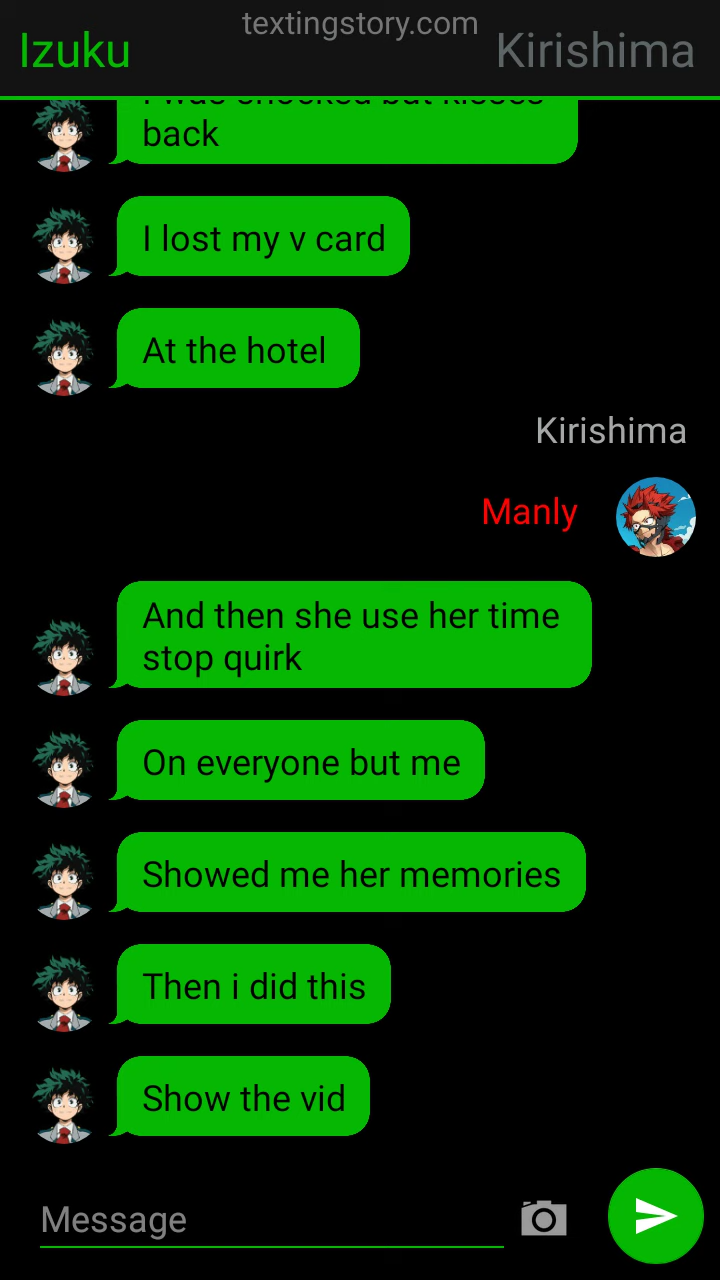 textingstory.com
Izuku
Kirishima
back
I lost my v card
At the hotel
Kirishima
Manly
And then she use her time
stop quirk
On everyone but me
Showed me her memories
Then i did this
Show the vid
Message